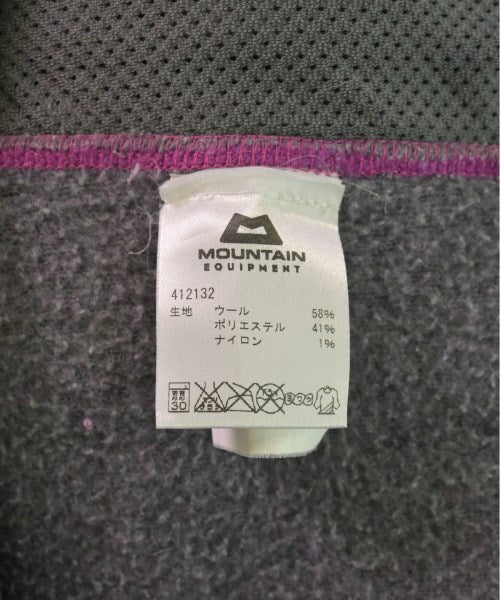 MOUNTAIN
EQUIPMENT
412132
生地 ウール 58%
ポリエステル 41%
ナイロン 1%
30